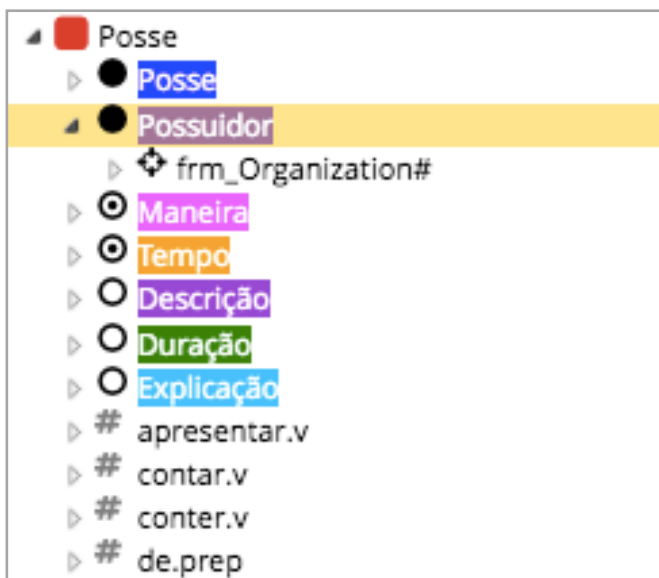 Posse
Posse
Possuidor
frm_Organization#
Maneira
Tempo
Descrição
Duração
Explicação
# apresentar.v
# contar.v
# conter.v
# de.prep